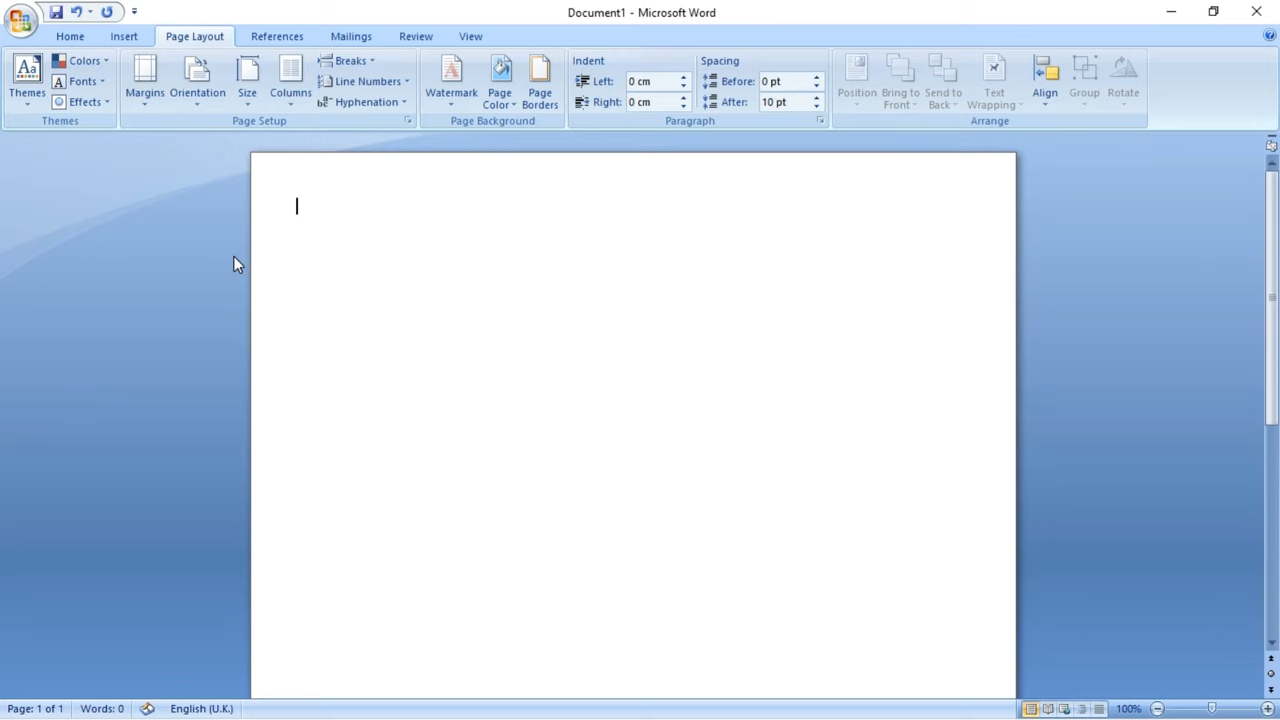 Document1 - Microsoft Word
Home Insert Page Layout References Mailings Review View
Aa Themes Colors A Fonts Effects Themes
Margins Orientation Size Columns Breaks Line Numbers Hyphenation Page Setup
A Watermark Page Color Page Borders Page Background
Indent Left: 0 cm Right: 0 cm Spacing Before: 0 pt After: 10 pt Paragraph
Position Bring to Front Send to Back Text Wrapping Align Group Rotate Arrange
Page: 1 of 1 Words: 0 English (U.K.) 100%